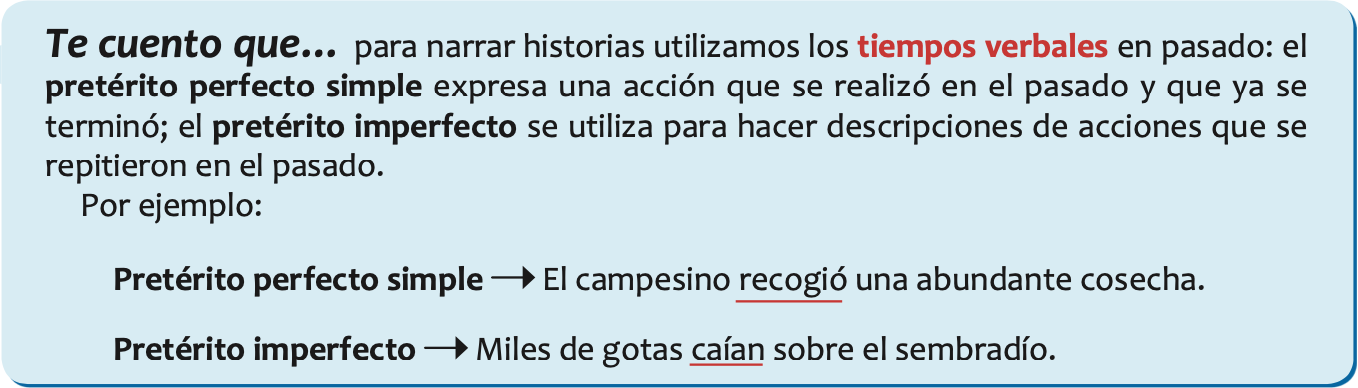 Te cuento que... para narrar historias utilizamos los tiempos verbales en pasado: el
pretérito perfecto simple expresa una acción que se realizó en el pasado y que ya se
terminó; el pretérito imperfecto se utiliza para hacer descripciones de acciones que se
repitieron en el pasado.
Por ejemplo:
Pretérito perfecto simple → El campesino recogió una abundante cosecha.
Pretérito imperfecto → Miles de gotas caían sobre el sembradío.